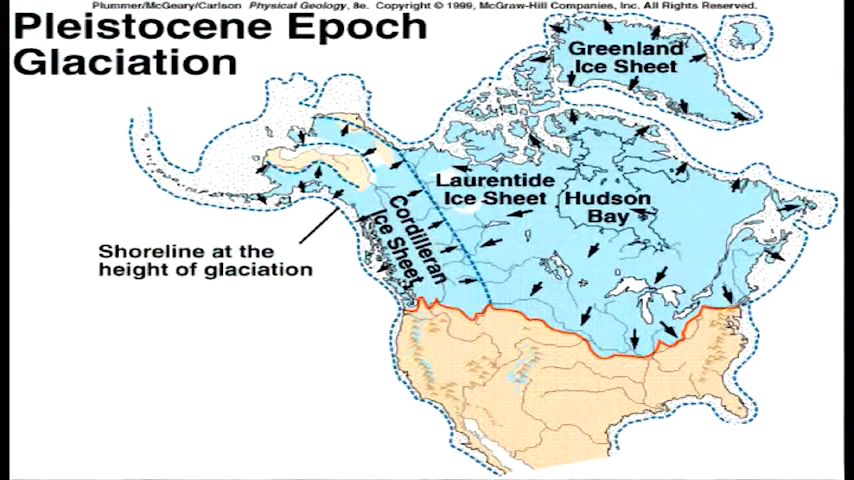 Plummer/McGeary/Carlson Physical Geology, 8e. Copyright © 1999, McGraw-Hill Companies, Inc. All Rights Reserved.
Pleistocene Epoch
Glaciation
Greenland
Ice Sheet
Laurentide
Ice Sheet
Hudson
Bay
Cordilleran
Ice Sheet
Shoreline at the
height of glaciation